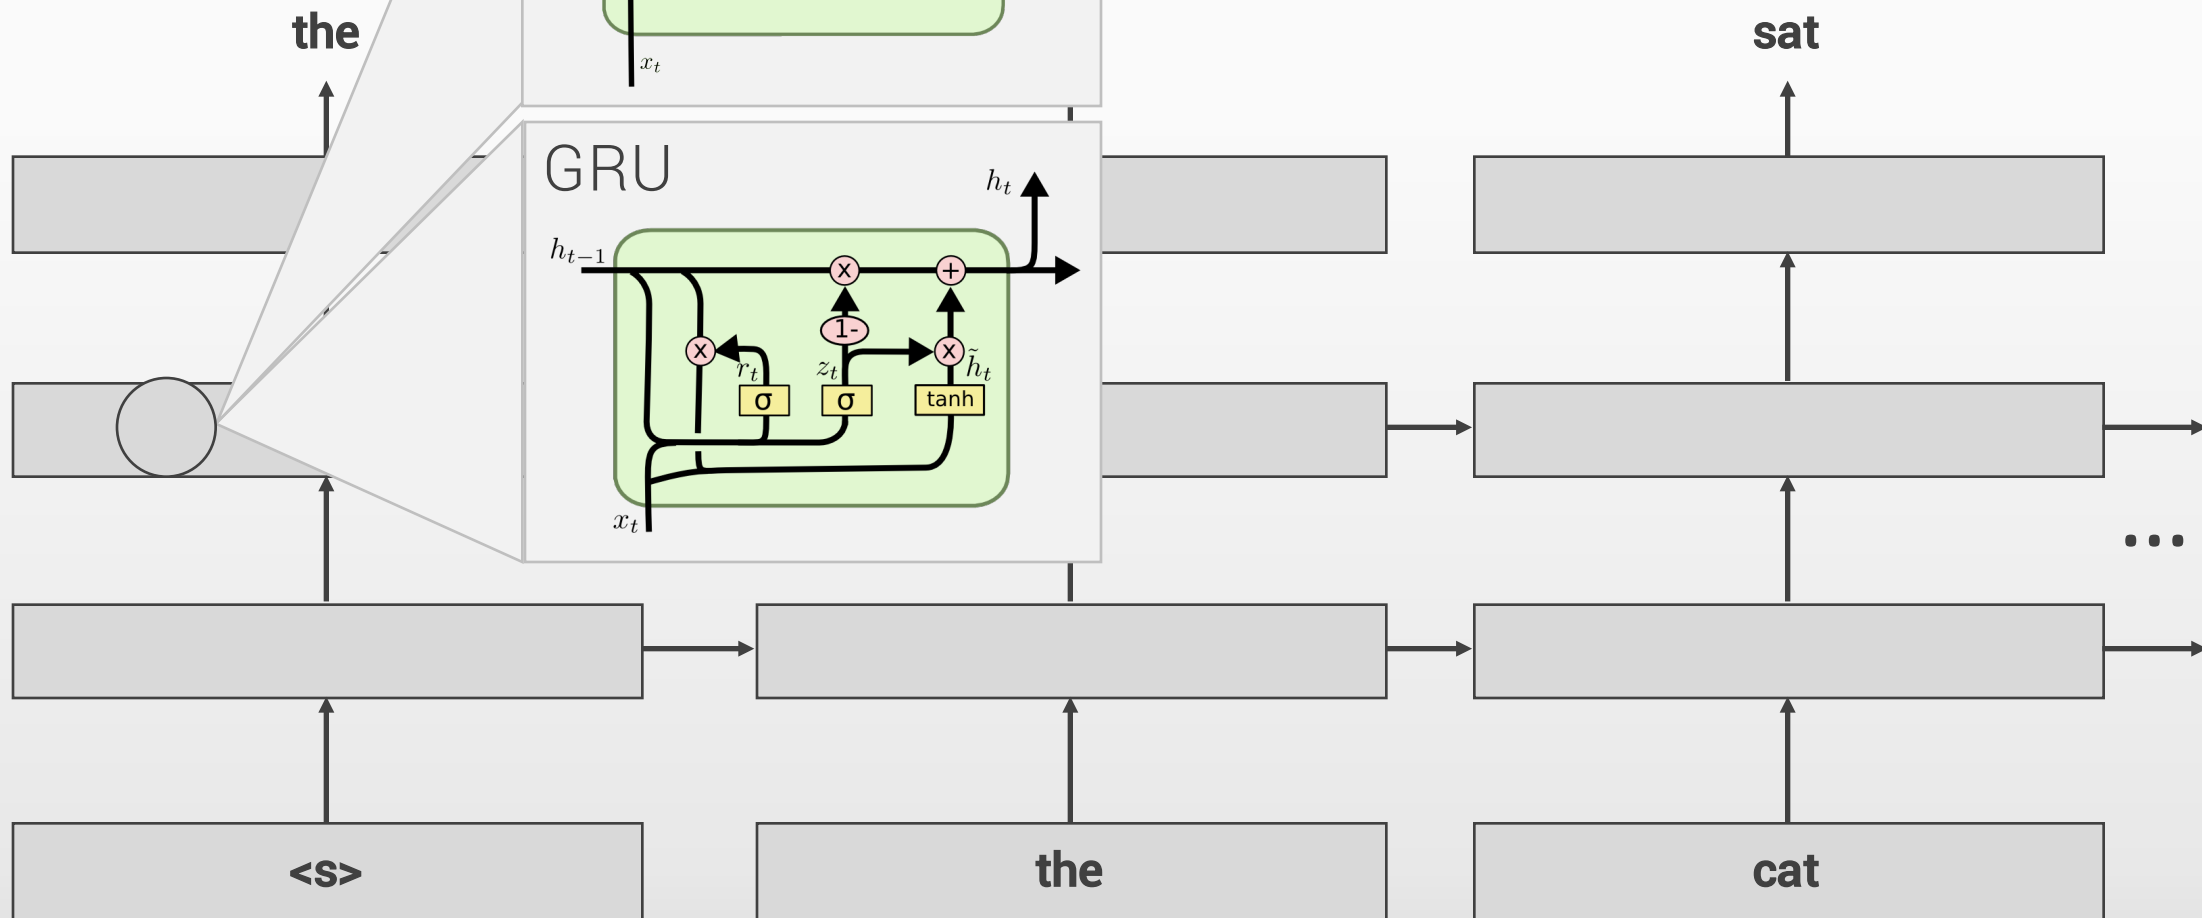 the
sat
x_t
GRU
h_t
h_{t−1}
x
+
1-
x
x
r_t
z_t
h̃_t
σ
σ
tanh
x_t
...
<s>
the
cat